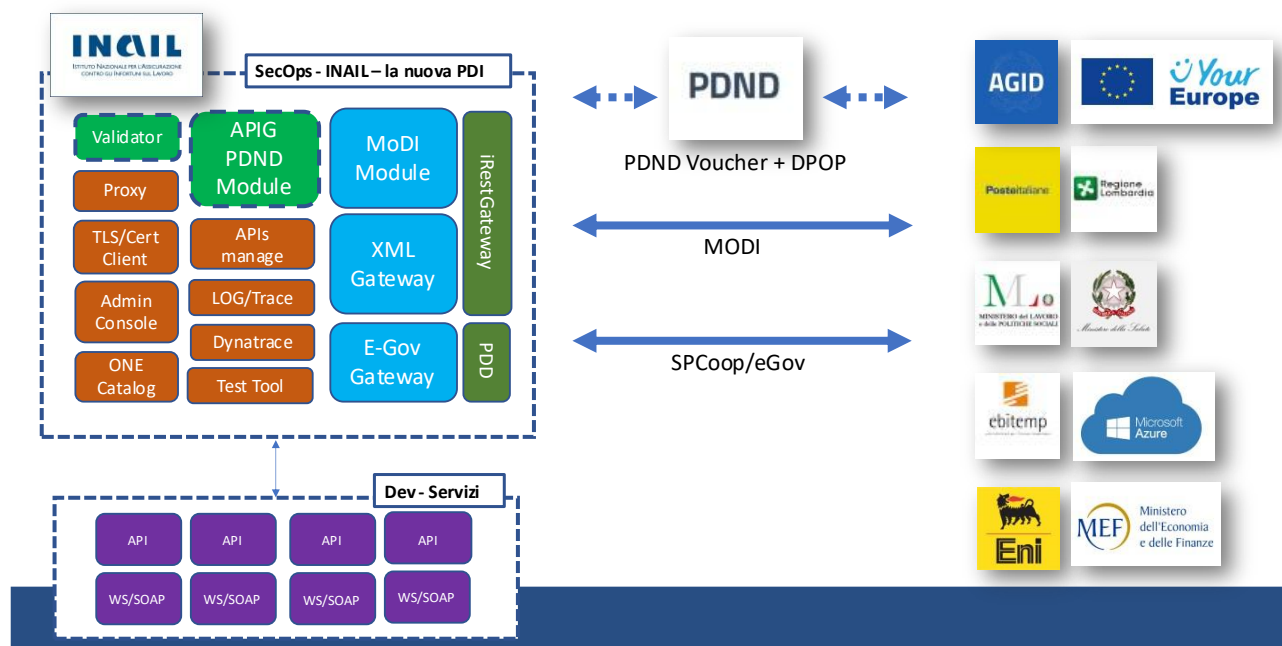 INAIL
ISTITUTO NAZIONALE PER L'ASSICURAZIONE
CONTRO GLI INFORTUNI SUL LAVORO
SecOps - INAIL – la nuova PDI
Validator
Proxy
TLS/Cert
Client
Admin
Console
ONE
Catalog
APIG
PDND
Module
APIs
manage
LOG/Trace
Dynatrace
Test Tool
MoDI
Module
XML
Gateway
E-Gov
Gateway
iRestGateway
PDD
Dev - Servizi
API
API
API
API
WS/SOAP
WS/SOAP
WS/SOAP
WS/SOAP
PDND
PDND Voucher + DPOP
MODI
SPCoop/eGov
AGID
Your
Europe
Posteitaliane
Regione
Lombardia
MINISTERO del LAVORO
e delle POLITICHE SOCIALI
Ministero della Salute
ebitemp
Microsoft
Azure
Eni
MEF
Ministero
dell'Economia
e delle Finanze